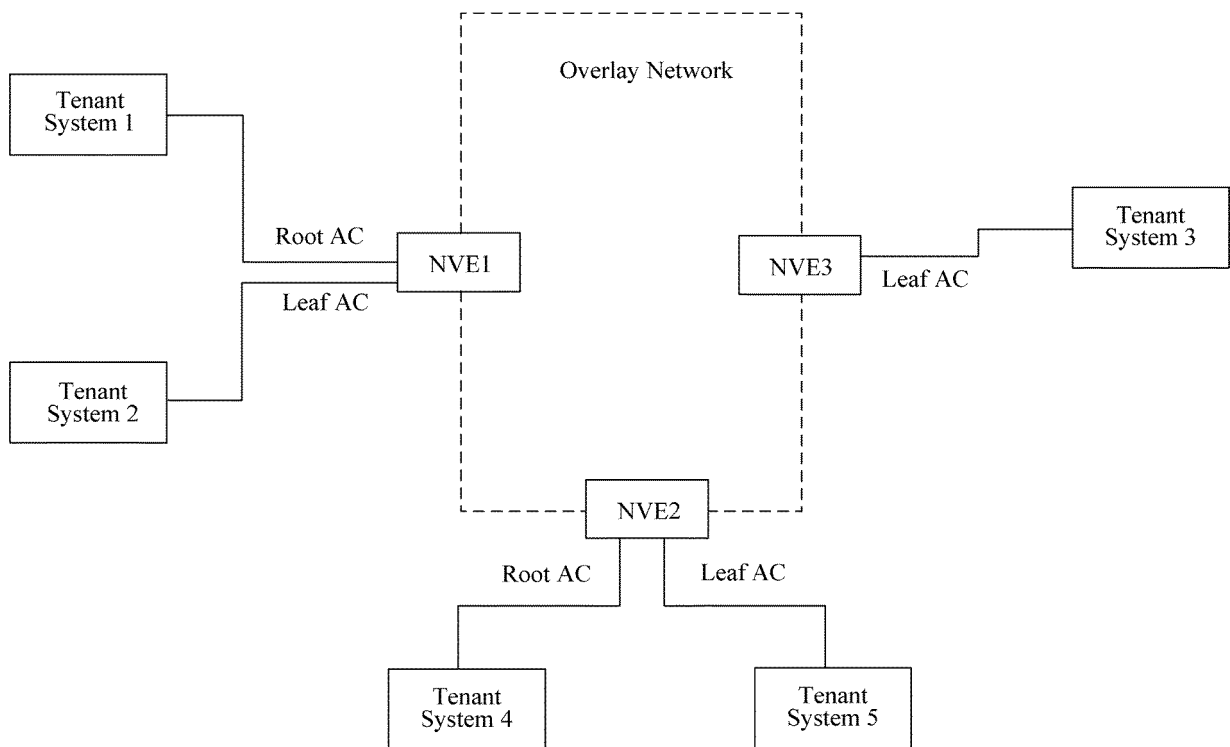 Overlay Network
Tenant
System 1
Root AC
NVE1
Leaf AC
Tenant
System 2
NVE3
Leaf AC
Tenant
System 3
NVE2
Root AC
Leaf AC
Tenant
System 4
Tenant
System 5